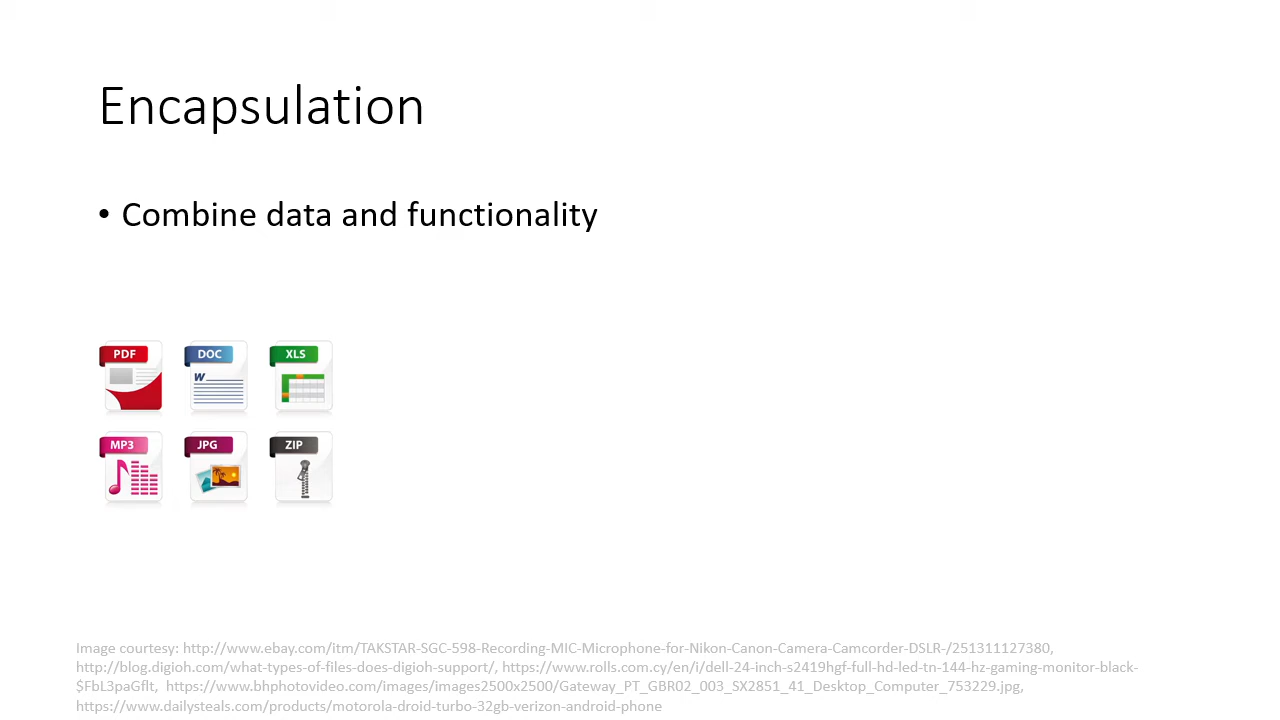 Encapsulation
• Combine data and functionality
PDF DOC XLS
W
MP3 JPG ZIP
Image courtesy: http://www.ebay.com/itm/TAKSTAR-SGC-598-Recording-MIC-Microphone-for-Nikon-Canon-Camera-Camcorder-DSLR-/251311127380,
http://blog.digioh.com/what-types-of-files-does-digioh-support/, https://www.rolls.com.cy/en/i/dell-24-inch-s2419hgf-full-hd-led-tn-144-hz-gaming-monitor-black-
$FbL3paGflt, https://www.bhphotovideo.com/images/images2500x2500/Gateway_PT_GBR02_003_SX2851_41_Desktop_Computer_753229.jpg,
https://www.dailysteals.com/products/motorola-droid-turbo-32gb-verizon-android-phone